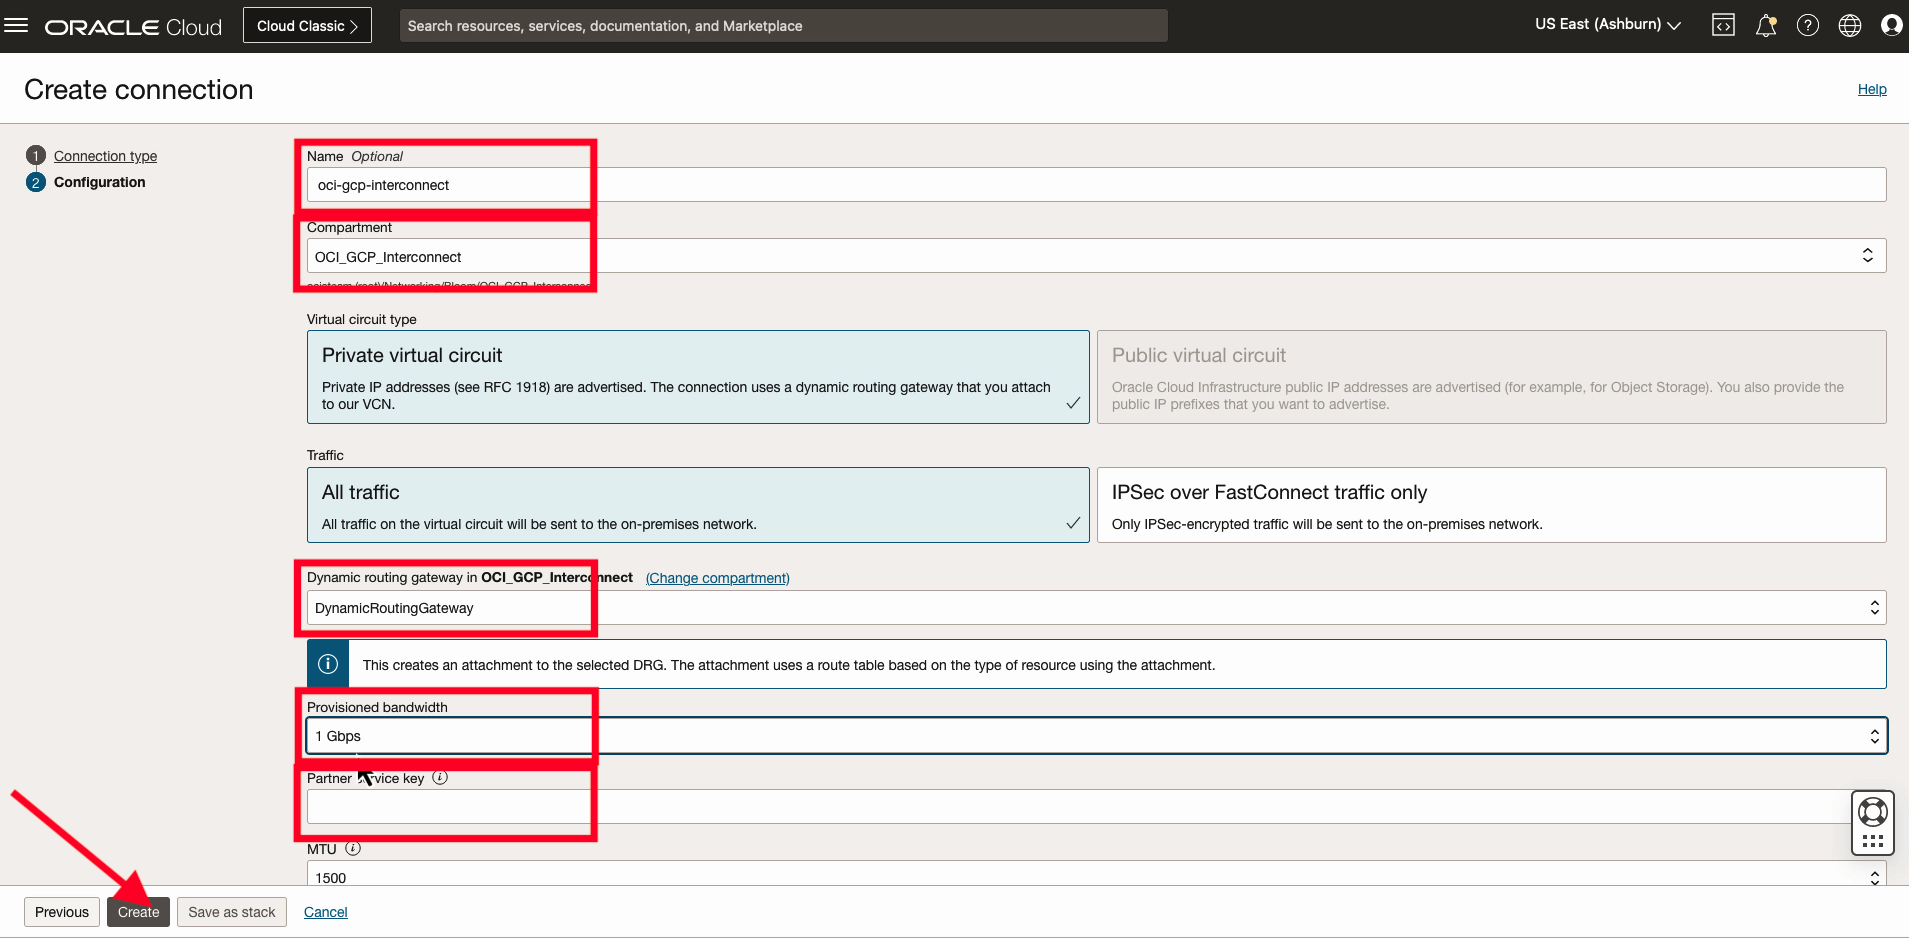 ORACLE Cloud
Cloud Classic
Search resources, services, documentation, and Marketplace
US East (Ashburn)
Create connection
Help
1 Connection type
2 Configuration
Name Optional
oci-gcp-interconnect
Compartment
OCI_GCP_Interconnect
Virtual circuit type
Private virtual circuit
Private IP addresses (see RFC 1918) are advertised. The connection uses a dynamic routing gateway that you attach
to our VCN.
Public virtual circuit
Oracle Cloud Infrastructure public IP addresses are advertised (for example, for Object Storage). You also provide the
public IP prefixes that you want to advertise.
Traffic
All traffic
All traffic on the virtual circuit will be sent to the on-premises network.
IPSec over FastConnect traffic only
Only IPSec-encrypted traffic will be sent to the on-premises network.
Dynamic routing gateway in OCI_GCP_Interconnect (Change compartment)
DynamicRoutingGateway
This creates an attachment to the selected DRG. The attachment uses a route table based on the type of resource using the attachment.
Provisioned bandwidth
1 Gbps
Partner service key
MTU
1500
Previous
Create
Save as stack
Cancel